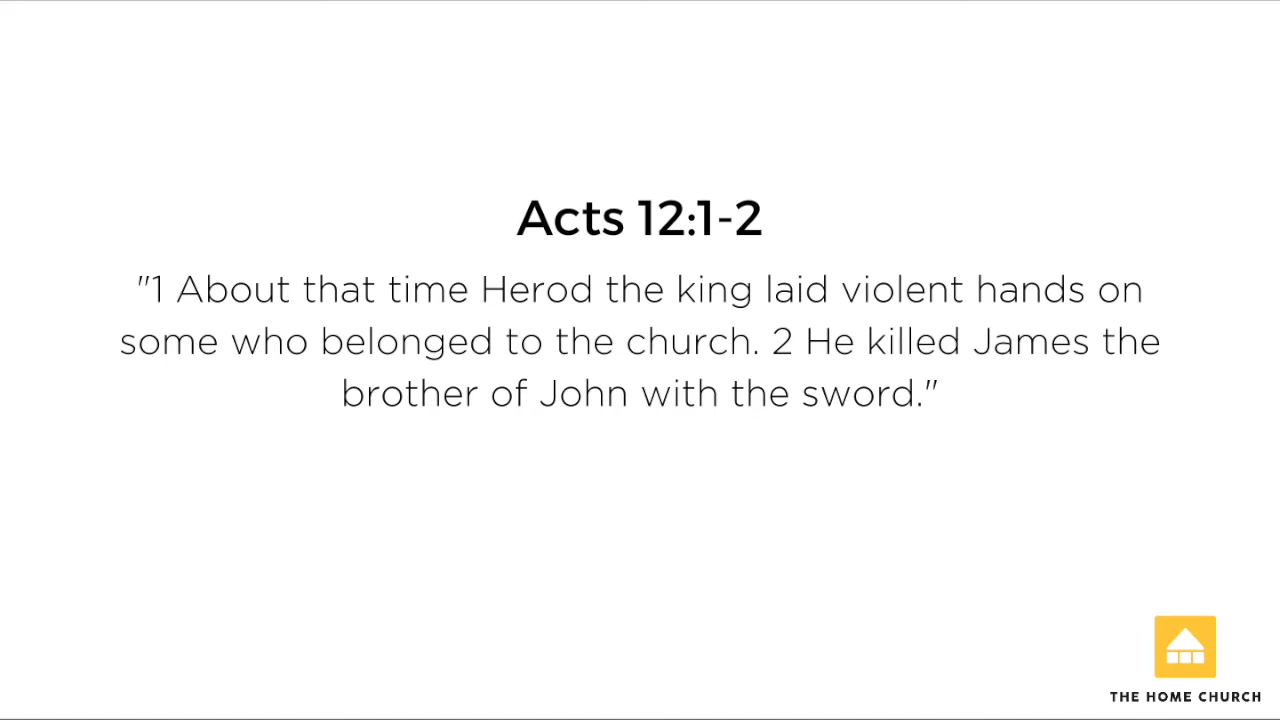 Acts 12:1-2
"1 About that time Herod the king laid violent hands on
some who belonged to the church. 2 He killed James the
brother of John with the sword."
THE HOME CHURCH